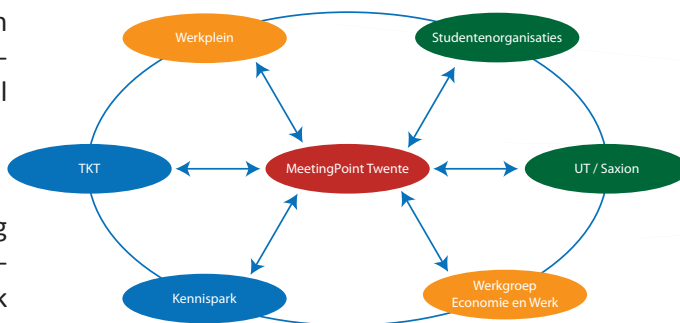 n
–
l
g
–
k
Werkplein
Studentenorganisaties
TKT
MeetingPoint Twente
UT / Saxion
Kennispark
Werkgroep
Economie en Werk